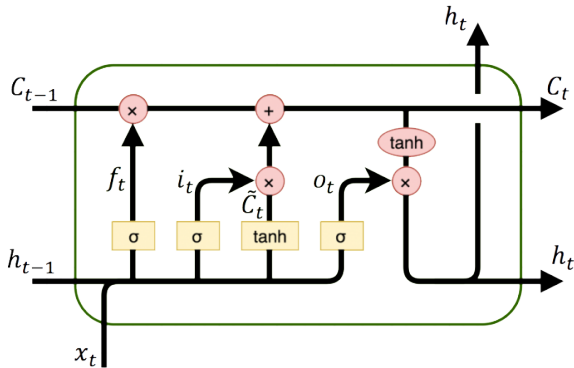 h_t
C_{t-1}
×
+
C_t
tanh
f_t
i_t
×
C̃_t
o_t
×
σ
σ
tanh
σ
h_{t-1}
h_t
x_t